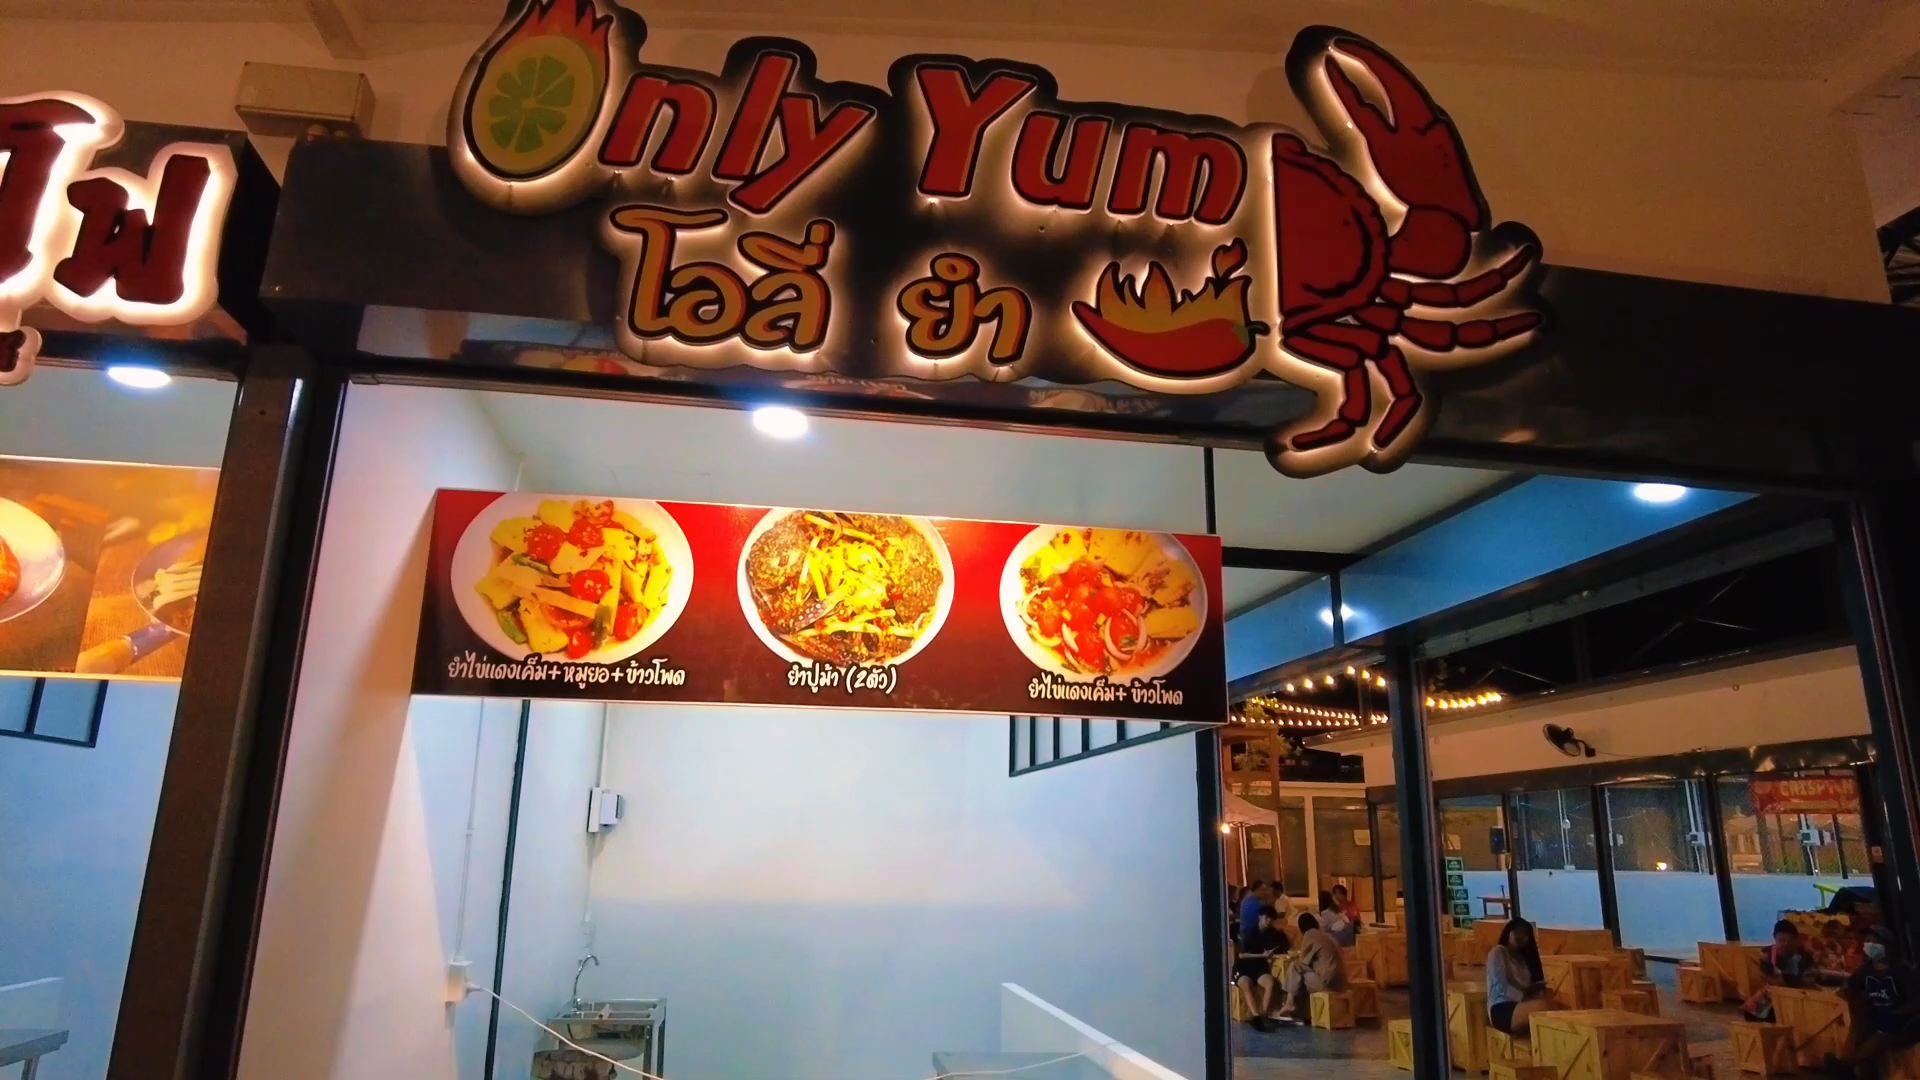 Only Yum
โอลี่ ยำ
ไฟ
ยำไข่แดงเค็ม+หมูยอ+ข้าวโพด
ยำปูม้า (2ตัว)
ยำไข่แดงเค็ม+ ข้าวโพด